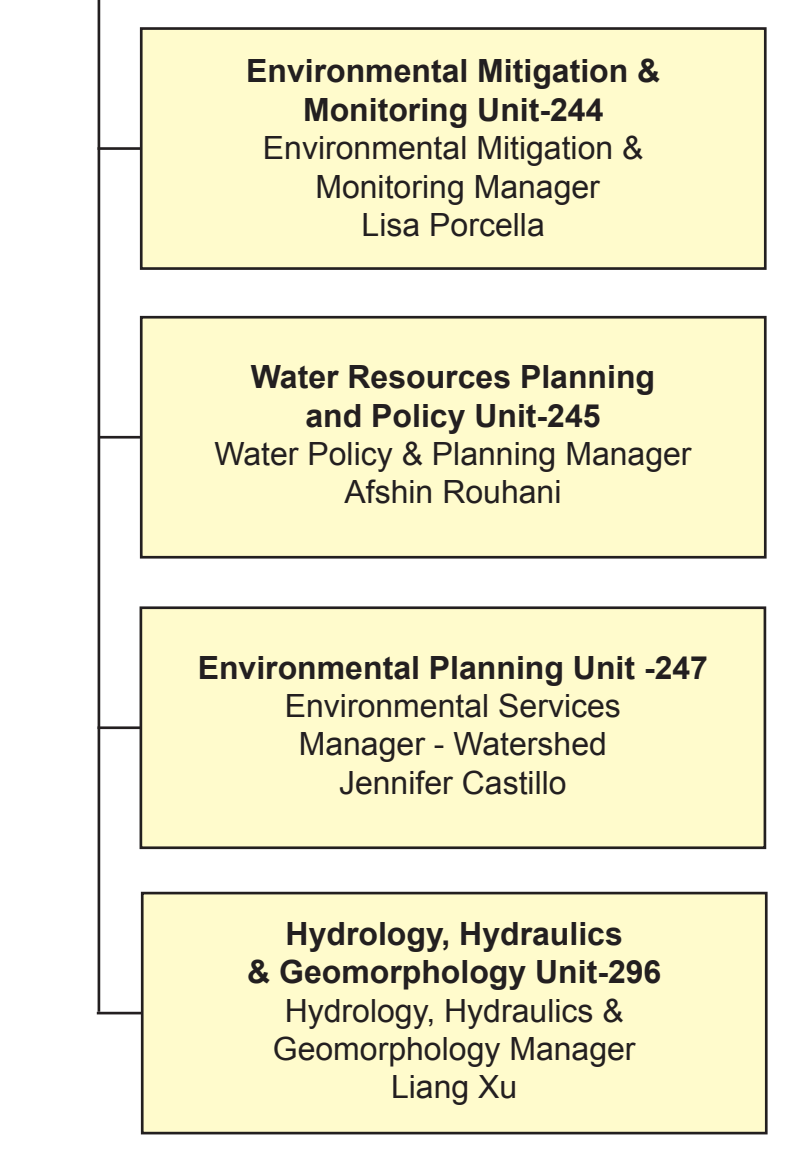 Environmental Mitigation &
Monitoring Unit-244
Environmental Mitigation &
Monitoring Manager
Lisa Porcella
Water Resources Planning
and Policy Unit-245
Water Policy & Planning Manager
Afshin Rouhani
Environmental Planning Unit -247
Environmental Services
Manager - Watershed
Jennifer Castillo
Hydrology, Hydraulics
& Geomorphology Unit-296
Hydrology, Hydraulics &
Geomorphology Manager
Liang Xu